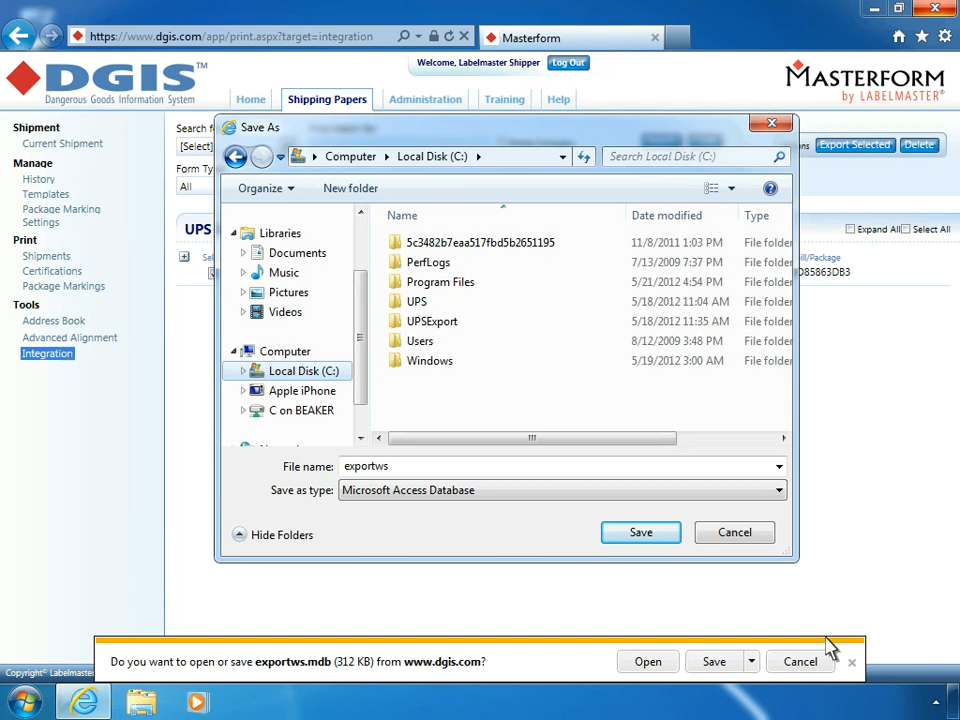 https://www.dgis.com/app/print.aspx?target=integration
Masterform
DGIS™
Dangerous Goods Information System
Welcome, Labelmaster Shipper
Log Out
MASTERFORM
by LABELMASTER®
Home
Shipping Papers
Administration
Training
Help
Shipment
Current Shipment
Manage
History
Templates
Package Marking
Settings
Print
Shipments
Certifications
Package Markings
Tools
Address Book
Advanced Alignment
Integration
Search f
[Select]
Form Type
All
Export Selected
Delete
UPS
Expand All
Select All
Sel
ill/Package
D85863DB3
Save As
Computer
Local Disk (C:)
Search Local Disk (C:)
Organize
New folder
Libraries
Documents
Music
Pictures
Videos
Computer
Local Disk (C:)
Apple iPhone
C on BEAKER
Name Date modified Type
5c3482b7eaa517fbd5b2651195 11/8/2011 1:03 PM File folder
PerfLogs 7/13/2009 7:37 PM File folder
Program Files 5/21/2012 4:54 PM File folder
UPS 5/18/2012 11:04 AM File folder
UPSExport 5/18/2012 11:35 AM File folder
Users 8/12/2009 3:48 PM File folder
Windows 5/19/2012 3:00 AM File folder
File name: exportws
Save as type: Microsoft Access Database
Hide Folders
Save
Cancel
Do you want to open or save exportws.mdb (312 KB) from www.dgis.com?
Open
Save
Cancel
Copyright© Labelmast